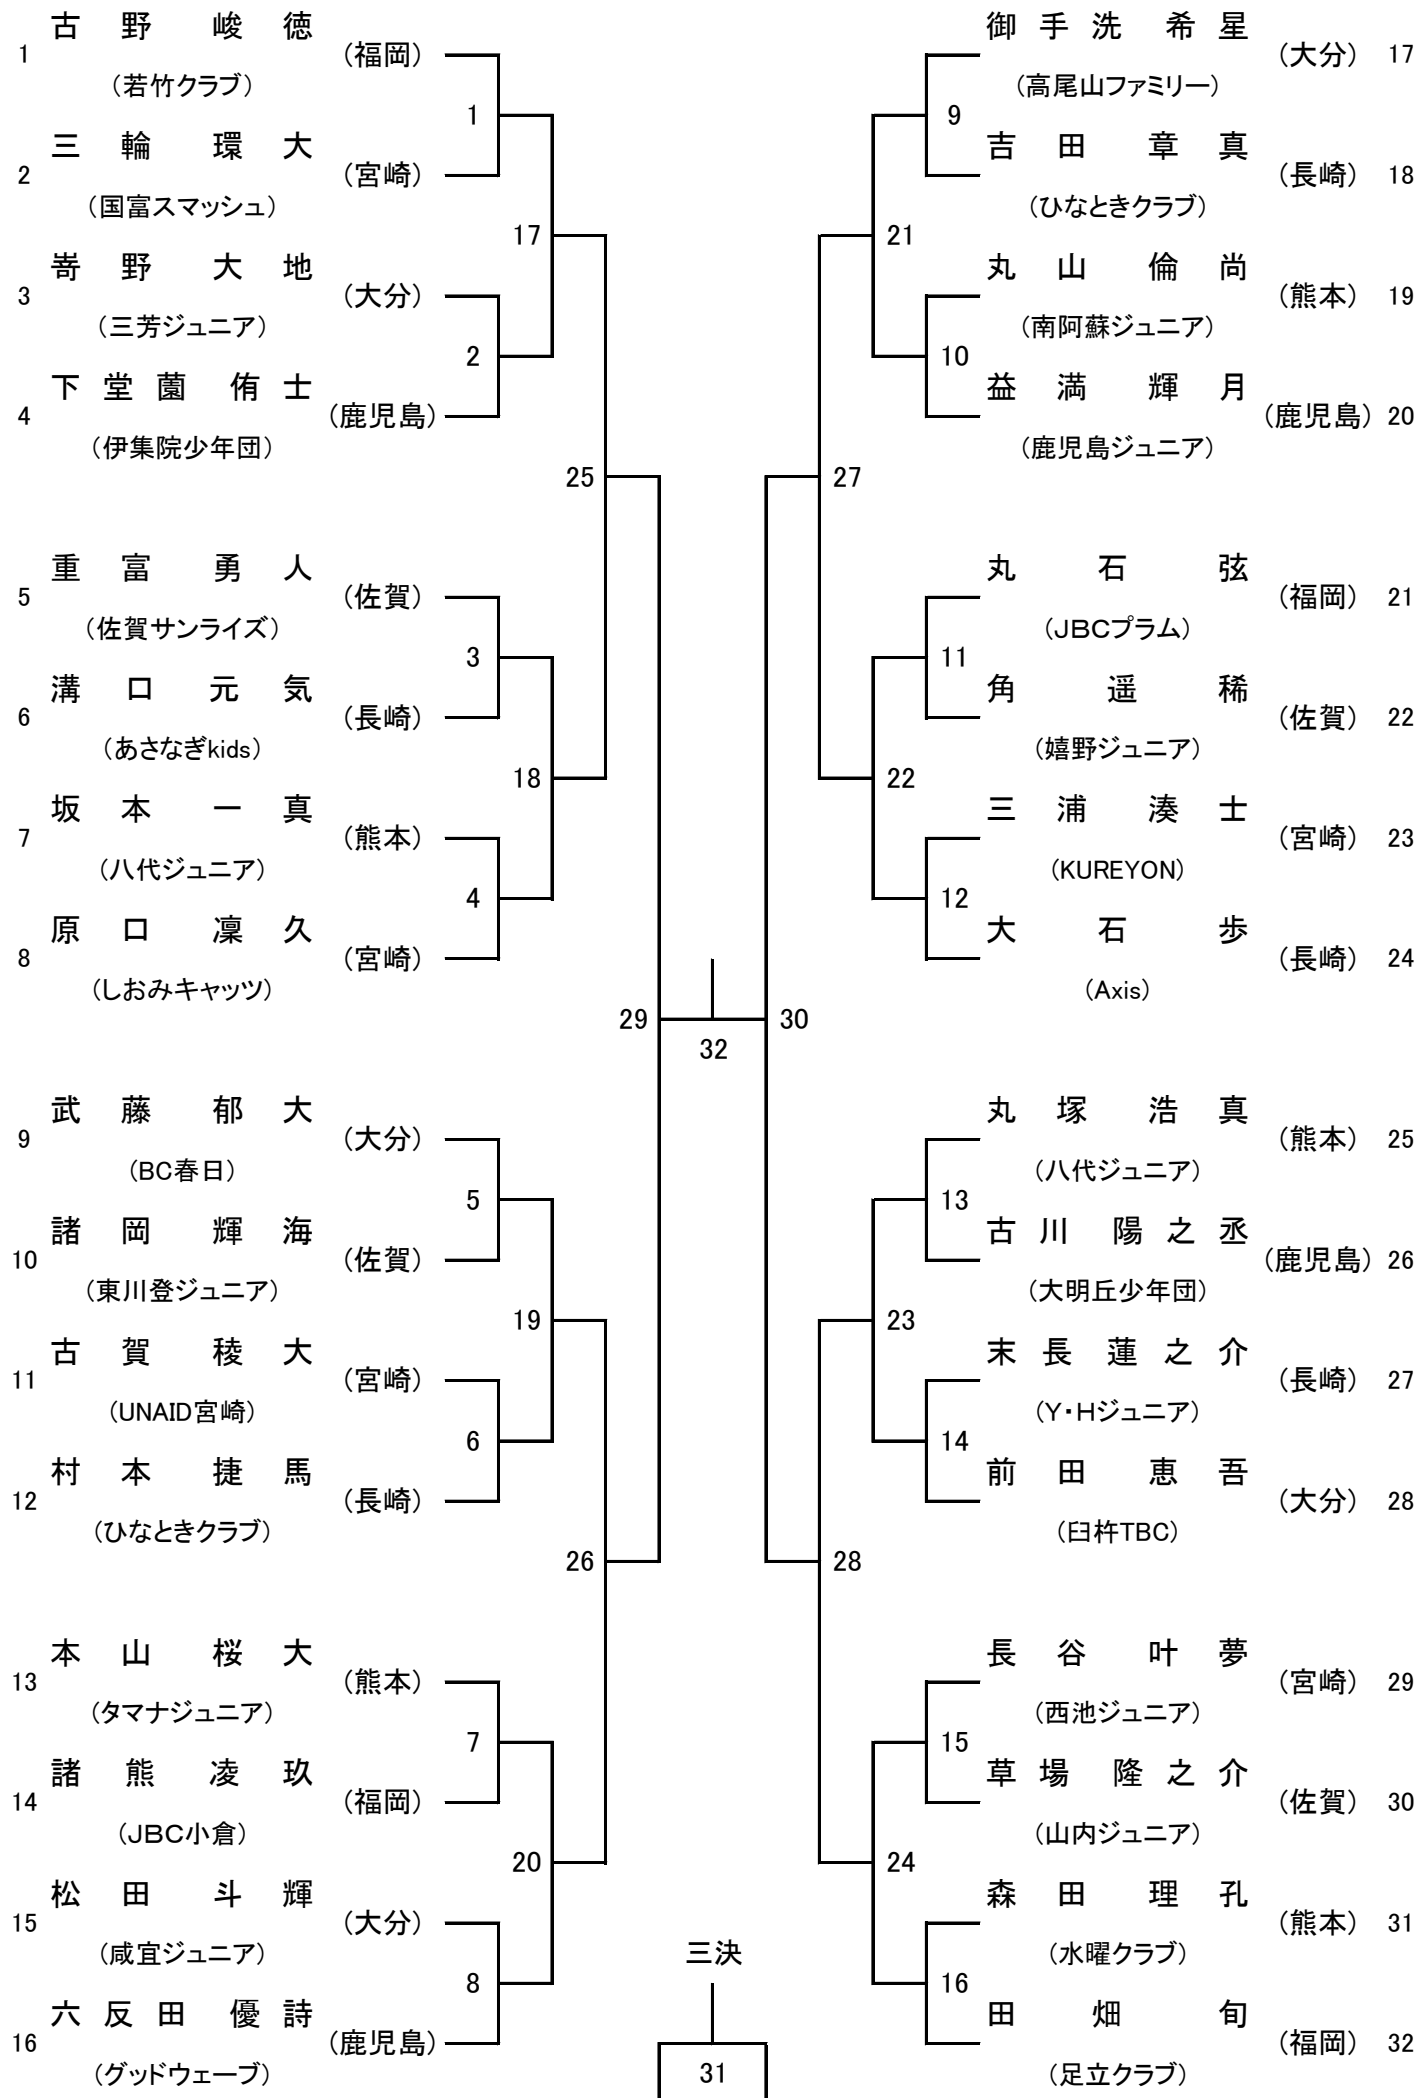 古野 峻徳
1 (福岡)
(若竹クラブ)
1
三輪 環大
2 (宮崎)
(国富スマッシュ)
17
嵜野 大地
3 (大分)
(三芳ジュニア)
2
下堂薗 侑士
4 (鹿児島)
(伊集院少年団)
25
重富 勇人
5 (佐賀)
(佐賀サンライズ)
3
溝口 元気
6 (長崎)
(あさなぎkids)
18
坂本 一真
7 (熊本)
(八代ジュニア)
4
原口 凜久
8 (宮崎)
(しおみキャッツ)
29
武藤 郁大
9 (大分)
(BC春日)
5
諸岡 輝海
10 (佐賀)
(東川登ジュニア)
19
古賀 稜大
11 (宮崎)
(UNAID宮崎)
6
村本 捷馬
12 (長崎)
(ひなときクラブ)
26
本山 桜大
13 (熊本)
(タマナジュニア)
7
諸熊 凌玖
14 (福岡)
(JBC小倉)
20
松田 斗輝
15 (大分)
(咸宜ジュニア)
8
六反田 優詩
16 (鹿児島)
(グッドウェーブ)
32
三決
31
御手洗 希星
(大分) 17
(高尾山ファミリー)
9
吉田 章真
(長崎) 18
(ひなときクラブ)
21
丸山 倫尚
(熊本) 19
(南阿蘇ジュニア)
10
益満 輝月
(鹿児島) 20
(鹿児島ジュニア)
27
丸石 弦
(福岡) 21
(JBCプラム)
11
角 遥稀
(佐賀) 22
(嬉野ジュニア)
22
三浦 湊士
(宮崎) 23
(KUREYON)
12
大石 歩
(長崎) 24
(Axis)
30
丸塚 浩真
(熊本) 25
(八代ジュニア)
13
古川 陽之丞
(鹿児島) 26
(大明丘少年団)
23
末長 蓮之介
(長崎) 27
(Y・Hジュニア)
14
前田 恵吾
(大分) 28
(臼杵TBC)
28
長谷 叶夢
(宮崎) 29
(西池ジュニア)
15
草場 隆之介
(佐賀) 30
(山内ジュニア)
24
森田 理孔
(熊本) 31
(水曜クラブ)
16
田畑 旬
(福岡) 32
(足立クラブ)